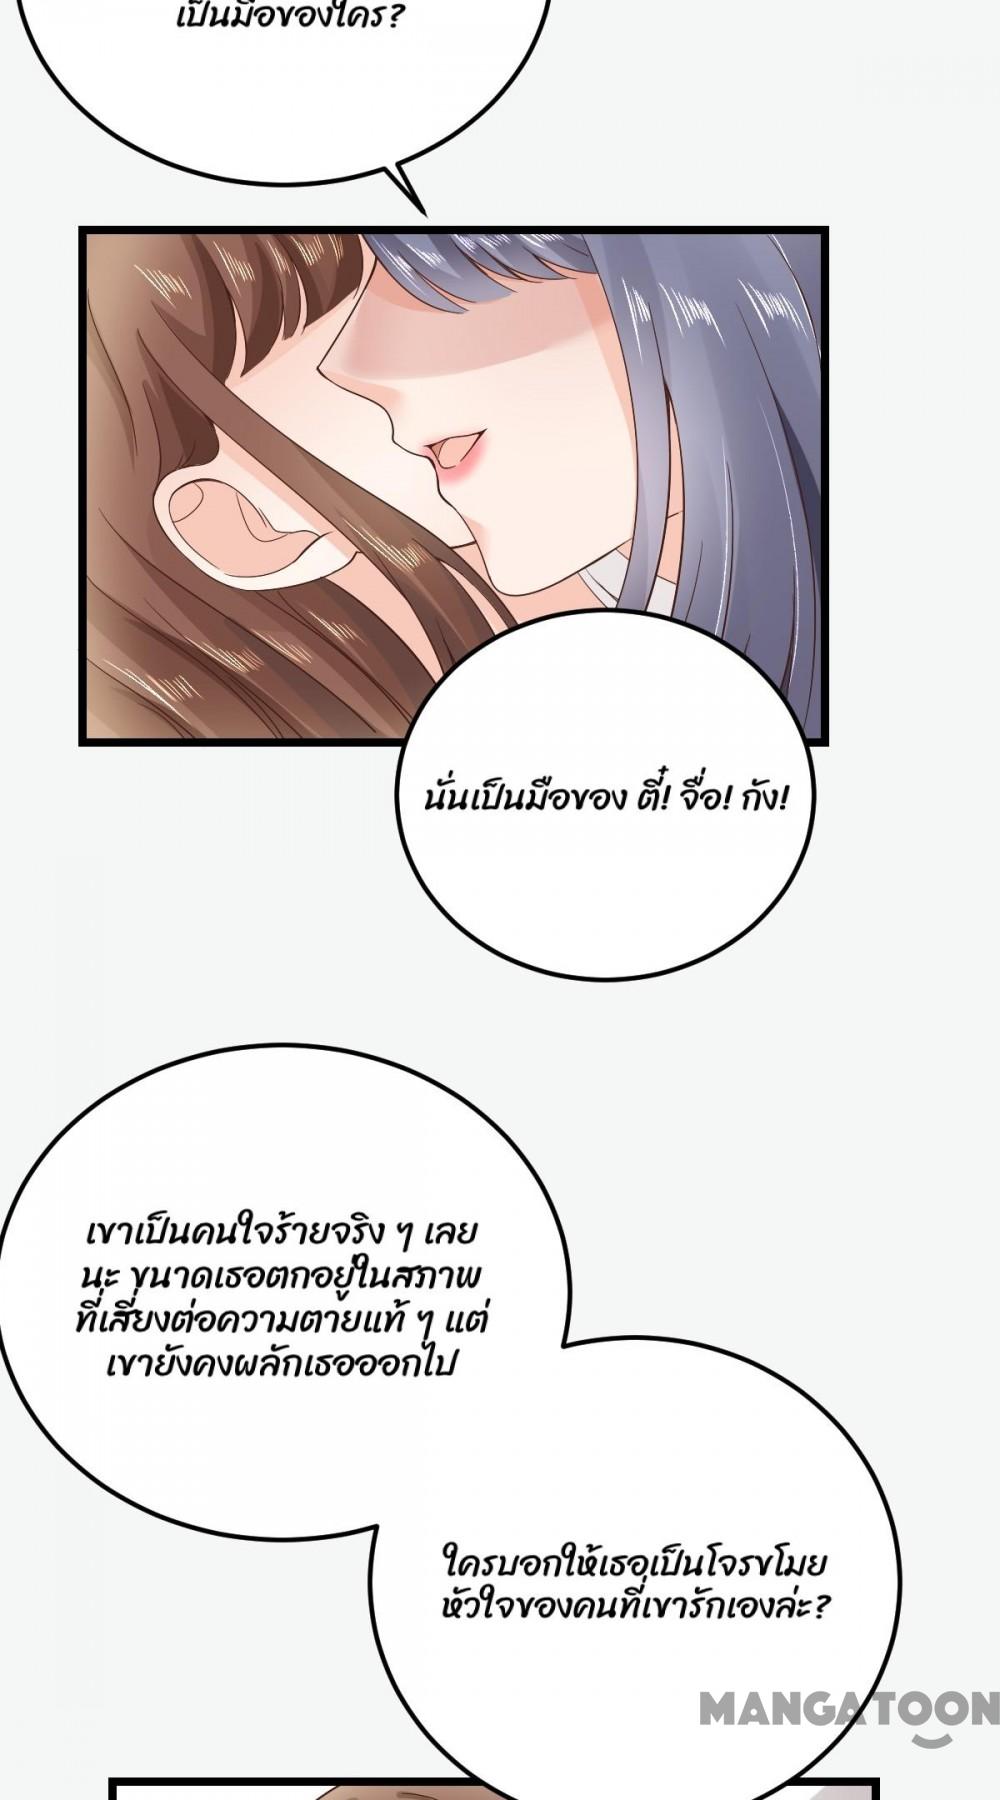 เป็นมือของใคร?
นั่นเป็นมือของ ตี๋! จื่อ! กัง!
เขาเป็นคนใจร้ายจริง ๆ เลย
นะ ขนาดเธอตกอยู่ในสภาพ
ที่เสี่ยงต่อความตายแท้ ๆ แต่
เขายังคงผลักเธอออกไป
ใครบอกให้เธอเป็นโจรขโมย
หัวใจของคนที่เขารักเองล่ะ?
MANGATOON